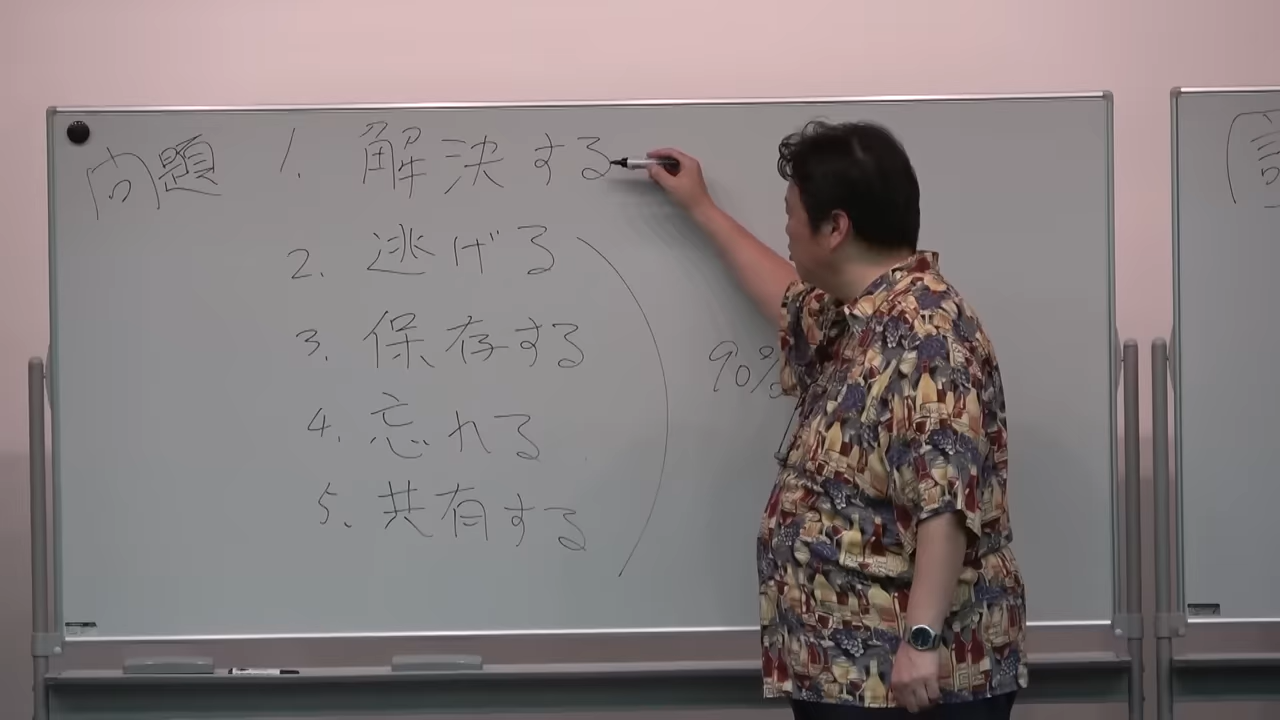 問題 1. 解決する
2. 逃げる
3. 保存する
90%
4. 忘れる
5. 共有する